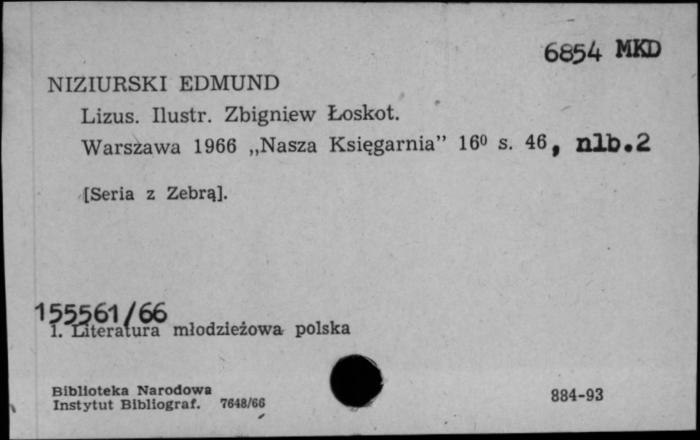 6854 MKD
NIZIURSKI EDMUND
Lizus. Ilustr. Zbigniew Łoskot.
Warszawa 1966 „Nasza Księgarnia” 16⁰ s. 46, nlb.2
[Seria z Zebrą].
155561/66
1. Literatura młodzieżowa polska
Biblioteka Narodowa
Instytut Bibliograf. 7648/66
884-93